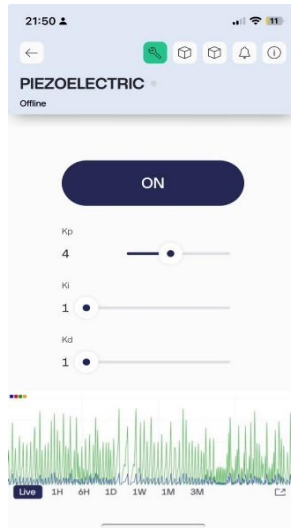 21:50
11
PIEZOELECTRIC
Offline
ON
Kp
4
Ki
1
Kd
1
Live 1H 6H 1D 1W 1M 3M